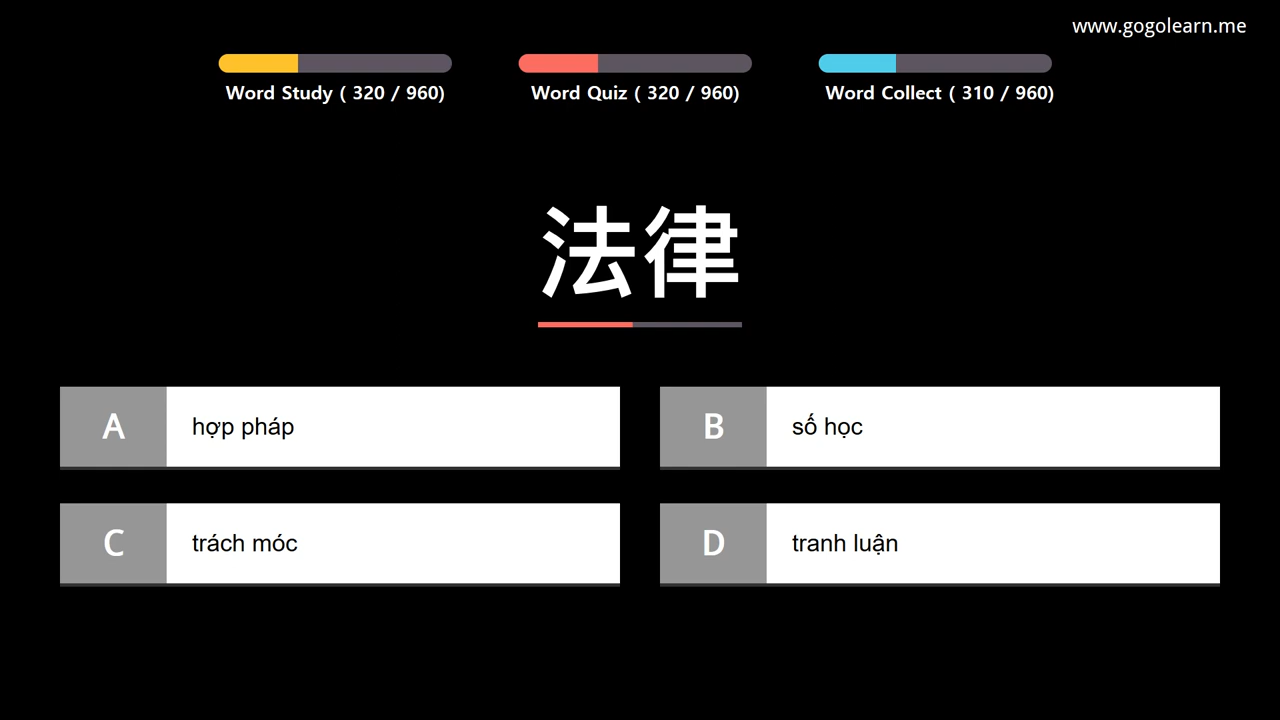 www.gogolearn.me
Word Study ( 320 / 960)
Word Quiz ( 320 / 960)
Word Collect ( 310 / 960)
法律
A
hợp pháp
B
số học
C
trách móc
D
tranh luận